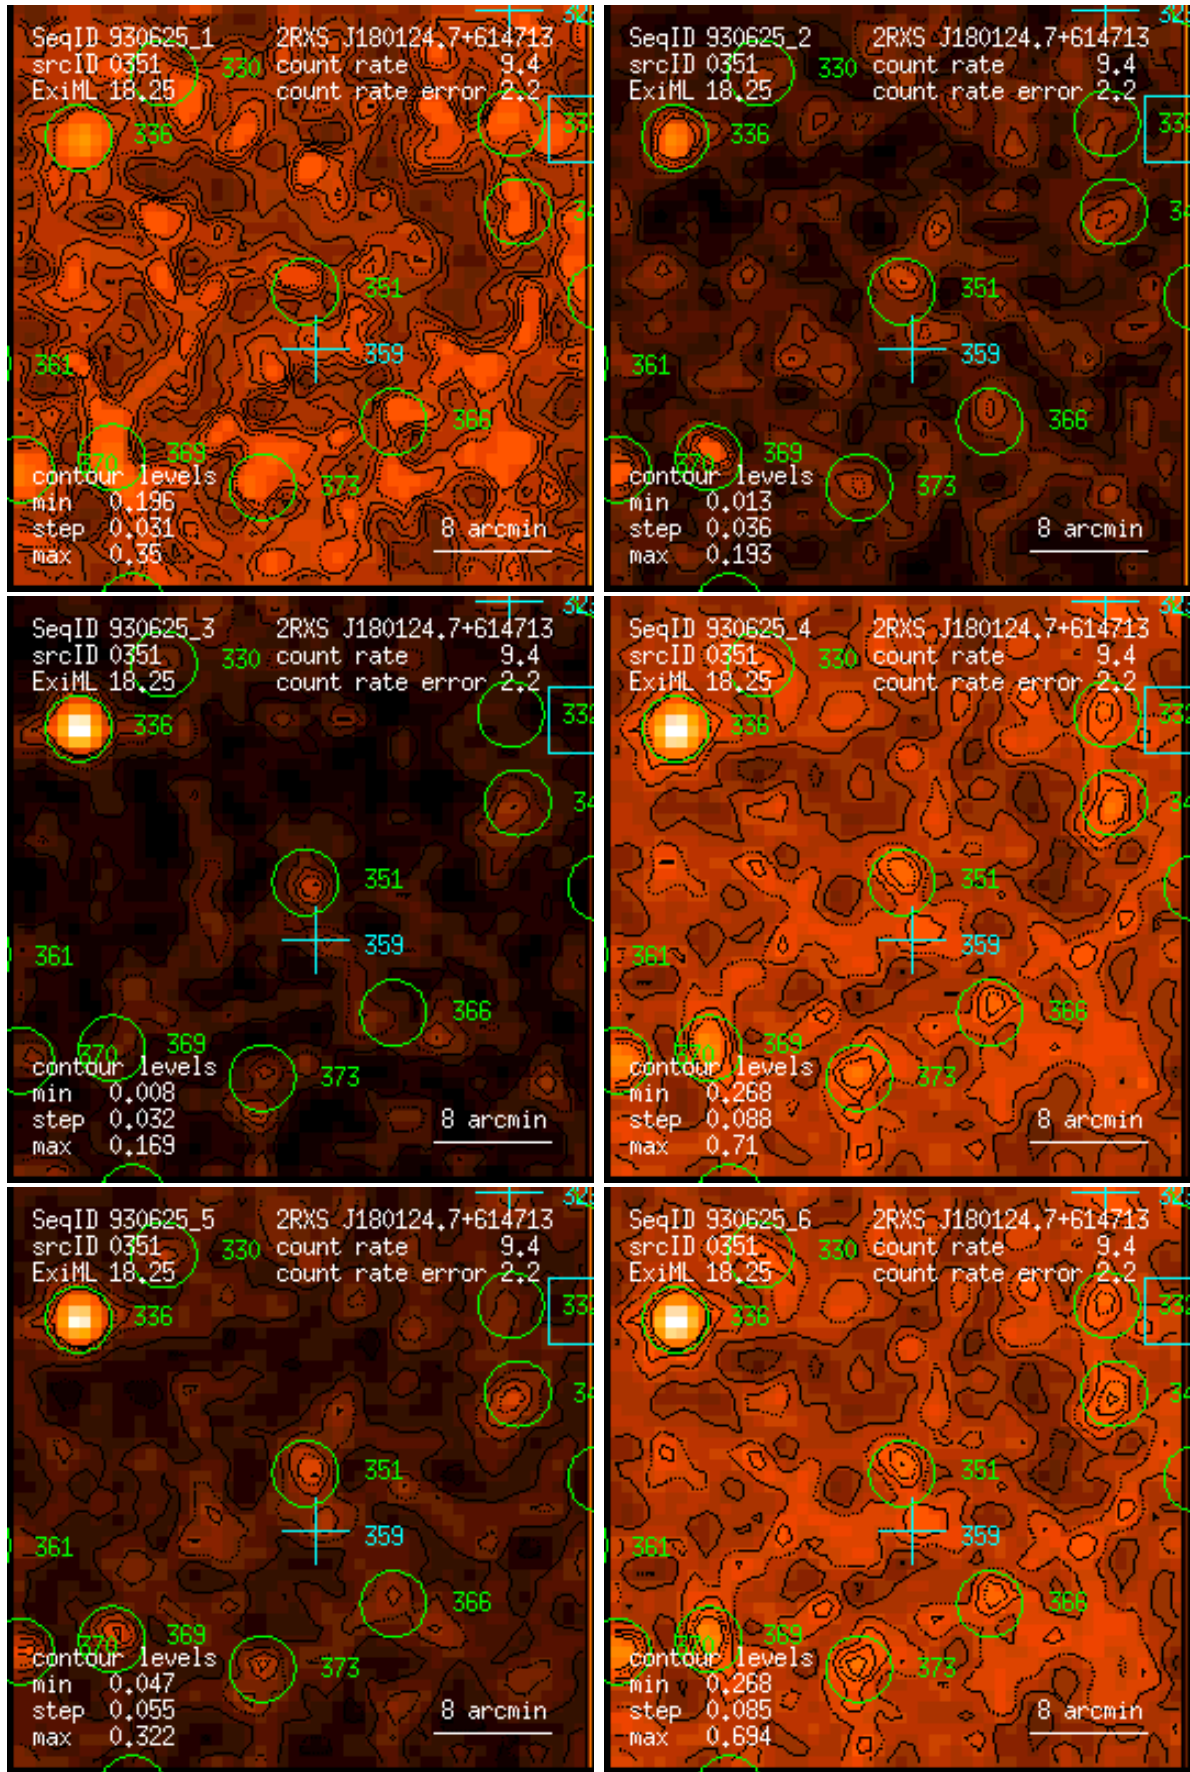 SeqID 930625_1 2RXS J180124.7+614713
srcID 0351 330 count rate 9.4
ExiML 18.25 count rate error 2.2
336
351
359
361
366
369
370
373
contour levels
min 0.196
step 0.031 8 arcmin
max 0.35
SeqID 930625_2 2RXS J180124.7+614713
srcID 0351 330 count rate 9.4
ExiML 18.25 count rate error 2.2
336
351
359
361
366
369
370
373
contour levels
min 0.013
step 0.036 8 arcmin
max 0.193
SeqID 930625_3 2RXS J180124.7+614713
srcID 0351 330 count rate 9.4
ExiML 18.25 count rate error 2.2
336 332
351
359
361
366
369
370
contour levels
373
min 0.008
step 0.032 8 arcmin
max 0.169
SeqID 930625_4 2RXS J180124.7+614713
srcID 0351 330 count rate 9.4
ExiML 18.25 count rate error 2.2
336 332
351
359
361
366
369
370
contour levels
373
min 0.268
step 0.088 8 arcmin
max 0.71
SeqID 930625_5 2RXS J180124.7+614713
srcID 0351 330 count rate 9.4
ExiML 18.25 count rate error 2.2
336 332
351
359
361
366
369
370
contour levels
373
min 0.047
step 0.055 8 arcmin
max 0.322
SeqID 930625_6 2RXS J180124.7+614713
srcID 0351 330 count rate 9.4
ExiML 18.25 count rate error 2.2
336 332
351
359
361
366
369
370
contour levels
373
min 0.268
step 0.085 8 arcmin
max 0.694